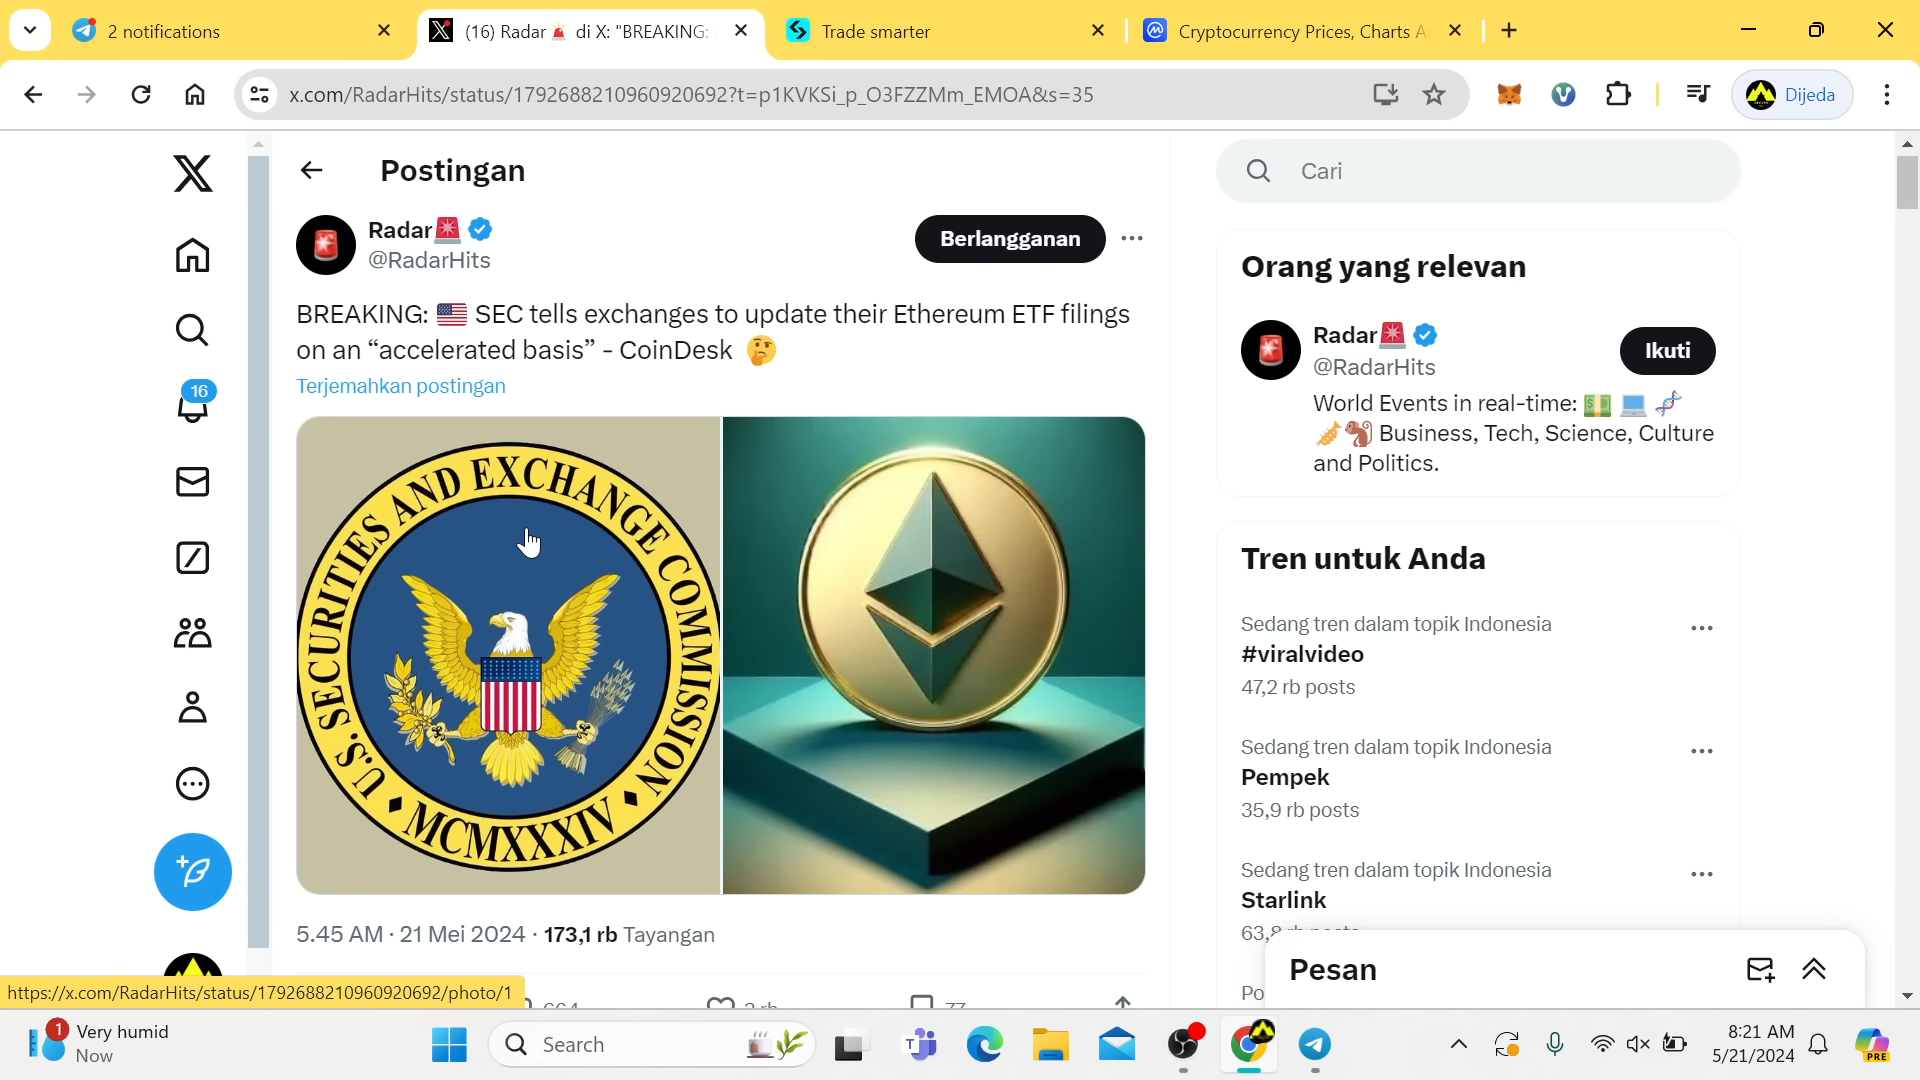 2 notifications
(16) Radar🚨 di X: "BREAKING:
Trade smarter
Cryptocurrency Prices, Charts A
x.com/RadarHits/status/1792688210960920692?t=p1KVKSi_p_O3FZZMm_EMOA&s=35
Dijeda
Postingan
Cari
Radar🚨
@RadarHits
Berlangganan
BREAKING: 🇺🇸 SEC tells exchanges to update their Ethereum ETF filings
on an “accelerated basis” - CoinDesk 🤔
Terjemahkan postingan
U.S. SECURITIES AND EXCHANGE COMMISSION
MCMXXXIV
5.45 AM · 21 Mei 2024 · 173,1 rb Tayangan
16
Orang yang relevan
Radar🚨
@RadarHits
Ikuti
World Events in real-time: 💵 💻 🧬
🎺🐒 Business, Tech, Science, Culture
and Politics.
Tren untuk Anda
Sedang tren dalam topik Indonesia
#viralvideo
47,2 rb posts
Sedang tren dalam topik Indonesia
Pempek
35,9 rb posts
Sedang tren dalam topik Indonesia
Starlink
Pesan
https://x.com/RadarHits/status/1792688210960920692/photo/1
1
Very humid
Now
Search
8:21 AM
5/21/2024
PRE